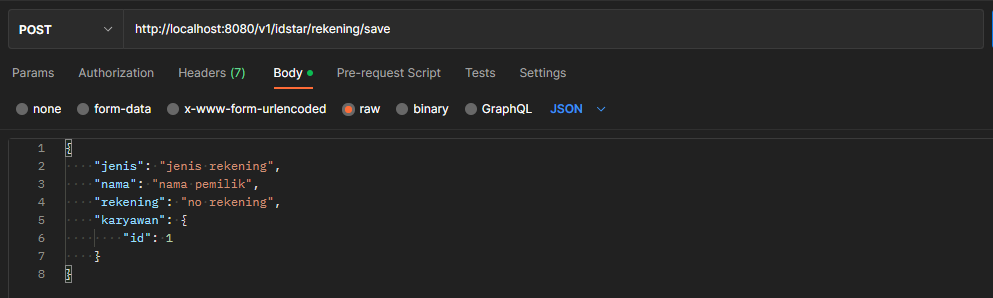 POST http://localhost:8080/v1/idstar/rekening/save
Params Authorization Headers (7) Body Pre-request Script Tests Settings
none form-data x-www-form-urlencoded raw binary GraphQL JSON
1 {
2 "jenis": "jenis rekening",
3 "nama": "nama pemilik",
4 "rekening": "no rekening",
5 "karyawan": {
6 "id": 1
7 }
8 }